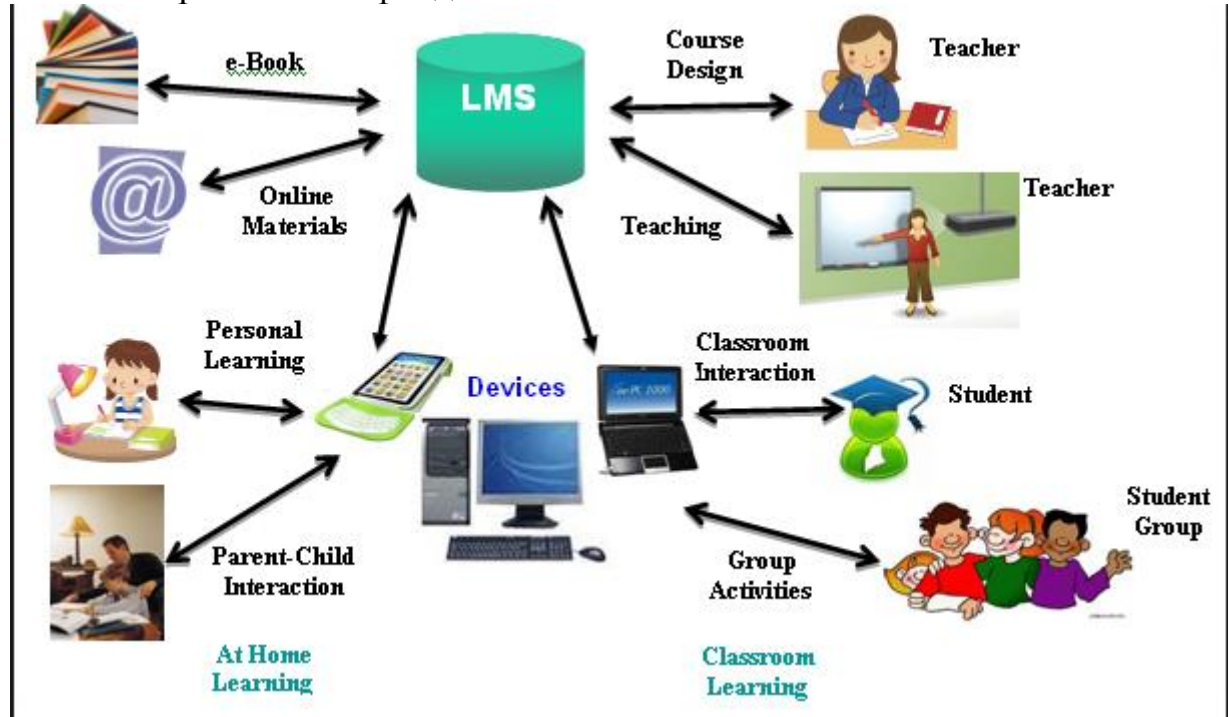 e-Book
LMS
Course
Design
Teacher
Online
Materials
Teaching
Teacher
Personal
Learning
Devices
Classroom
Interaction
Student
Parent-Child
Interaction
Group
Activities
Student
Group
At Home
Learning
Classroom
Learning